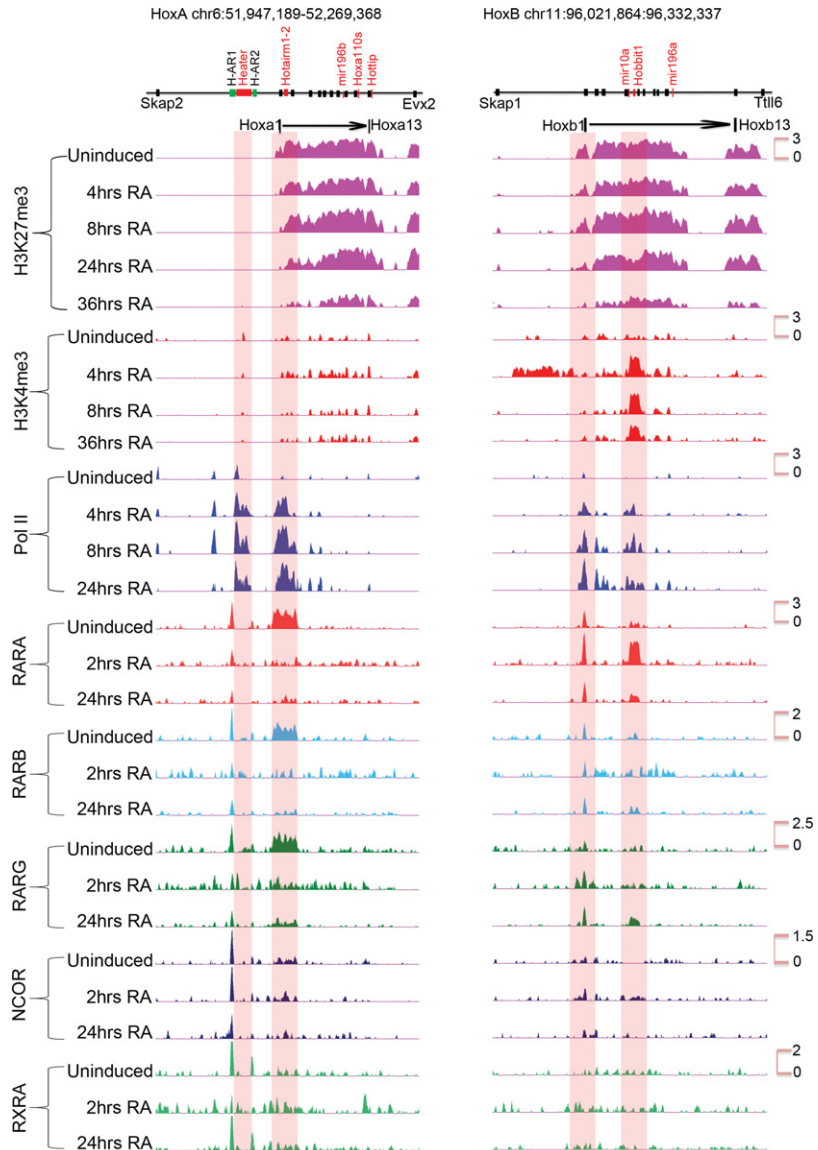 HoxA chr6:51,947,189-52,269,368
HoxB chr11:96,021,864:96,332,337
H-AR1
Heater
H-AR2
Hotairm1-2
mir196b
Hoxa110s
Hottip
mir10a
Hobbit1
mir196a
Skap2
Evx2
Skap1
Ttll6
Hoxa1
Hoxa13
Hoxb1
Hoxb13
H3K27me3
Uninduced
4hrs RA
8hrs RA
24hrs RA
36hrs RA
3
0
H3K4me3
Uninduced
4hrs RA
8hrs RA
36hrs RA
3
0
Pol II
Uninduced
4hrs RA
8hrs RA
24hrs RA
3
0
RARA
Uninduced
2hrs RA
24hrs RA
3
0
RARB
Uninduced
2hrs RA
24hrs RA
2
0
RARG
Uninduced
2hrs RA
24hrs RA
2.5
0
NCOR
Uninduced
2hrs RA
24hrs RA
1.5
0
RXRA
Uninduced
2hrs RA
24hrs RA
2
0